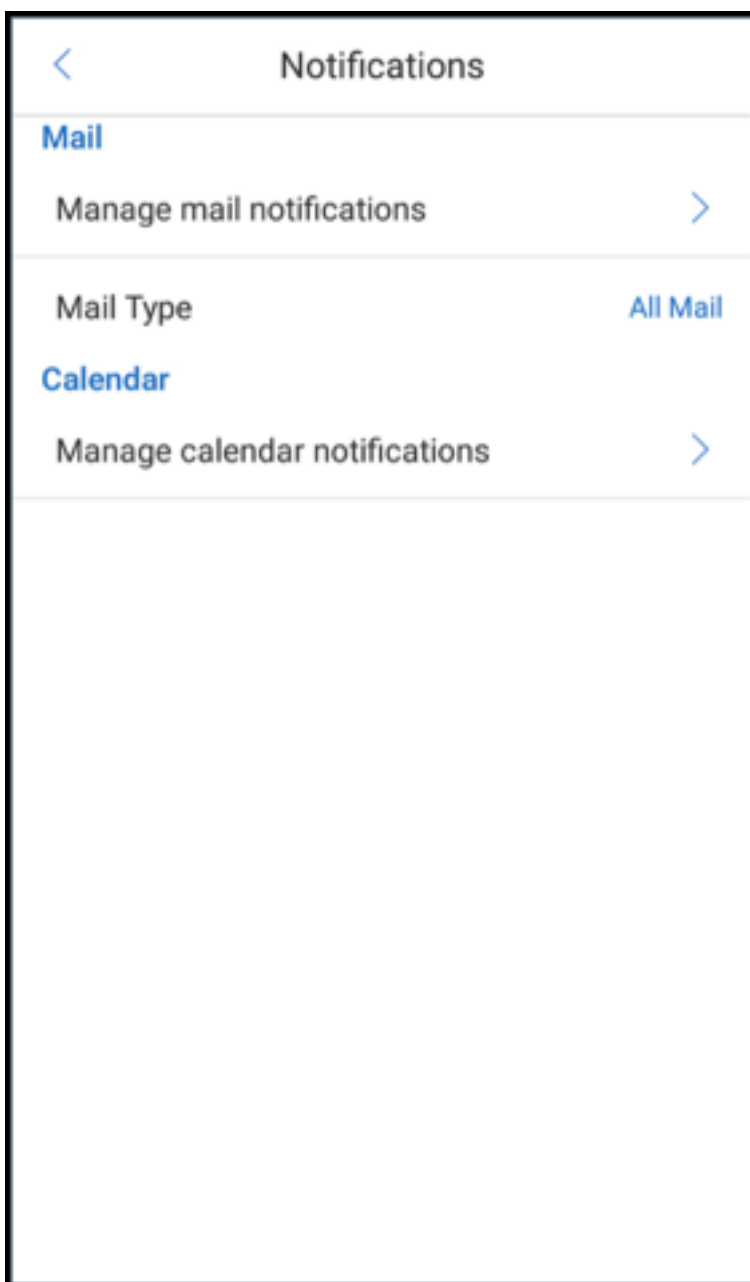 Notifications
Mail
Manage mail notifications
Mail Type All Mail
Calendar
Manage calendar notifications